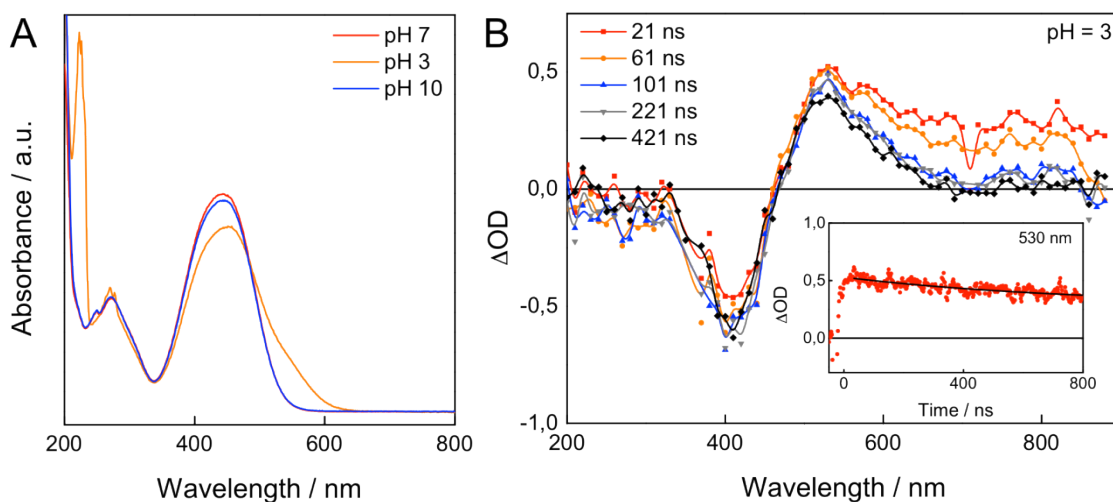 A
pH 7
pH 3
pH 10
Absorbance / a.u.
200 400 600 800
Wavelength / nm
B
21 ns
61 ns
101 ns
221 ns
421 ns
pH = 3
0,5
0,0
-0,5
-1,0
ΔOD
200 400 600 800
Wavelength / nm
530 nm
1,0
0,5
0,0
ΔOD
0 400 800
Time / ns